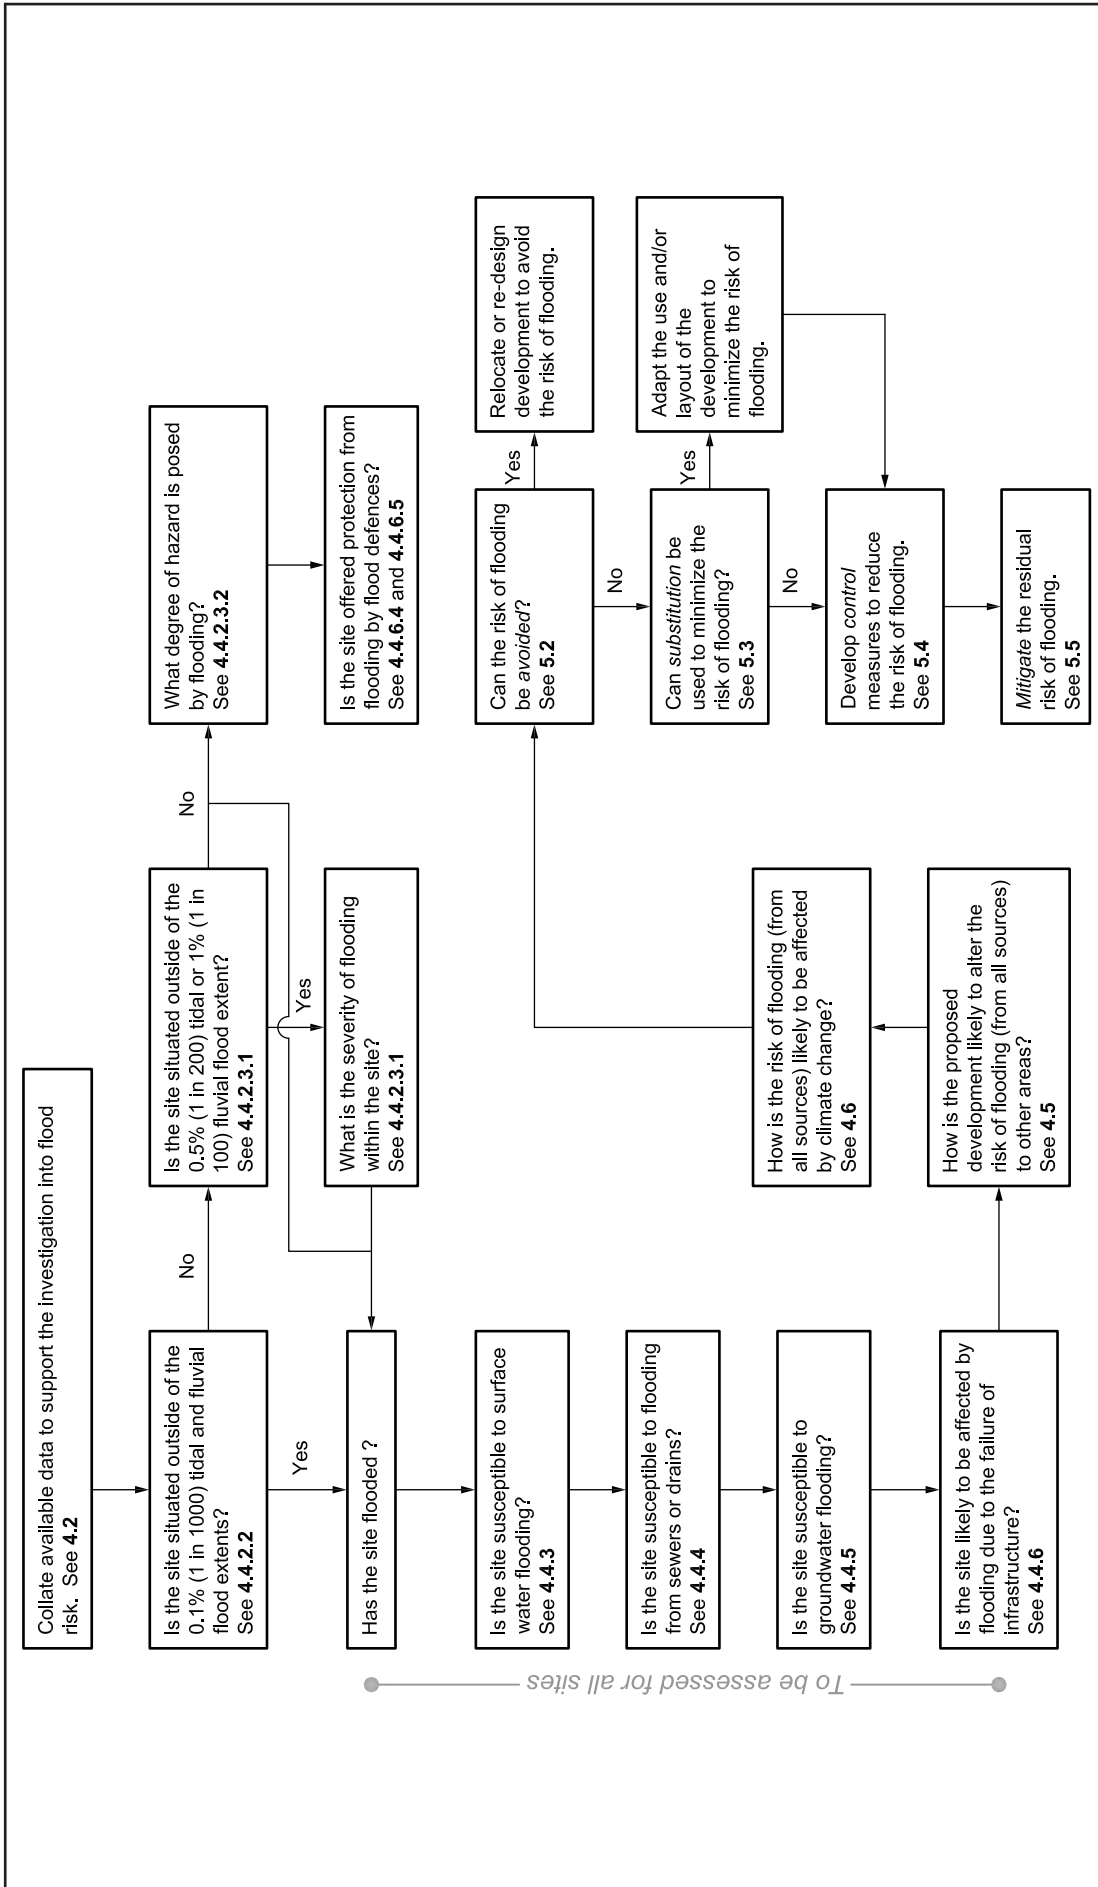 Collate available data to support the investigation into flood
risk. See 4.2
Is the site situated outside of the
0.1% (1 in 1000) tidal and fluvial
flood extents?
See 4.4.2.2
No
Yes
Is the site situated outside of the
0.5% (1 in 200) tidal or 1% (1 in
100) fluvial flood extent?
See 4.4.2.3.1
No
Yes
What degree of hazard is posed
by flooding?
See 4.4.2.3.2
Is the site offered protection from
flooding by flood defences?
See 4.4.6.4 and 4.4.6.5
What is the severity of flooding
within the site?
See 4.4.2.3.1
Has the site flooded ?
Is the site susceptible to surface
water flooding?
See 4.4.3
Is the site susceptible to flooding
from sewers or drains?
See 4.4.4
Is the site susceptible to
groundwater flooding?
See 4.4.5
Is the site likely to be affected by
flooding due to the failure of
infrastructure?
See 4.4.6
To be assessed for all sites
How is the proposed
development likely to alter the
risk of flooding (from all sources)
to other areas?
See 4.5
How is the risk of flooding (from
all sources) likely to be affected
by climate change?
See 4.6
Can the risk of flooding
be avoided?
See 5.2
Yes
Relocate or re-design
development to avoid
the risk of flooding.
No
Can substitution be
used to minimize the
risk of flooding?
See 5.3
Yes
Adapt the use and/or
layout of the
development to
minimize the risk of
flooding.
No
Develop control
measures to reduce
the risk of flooding.
See 5.4
Mitigate the residual
risk of flooding.
See 5.5